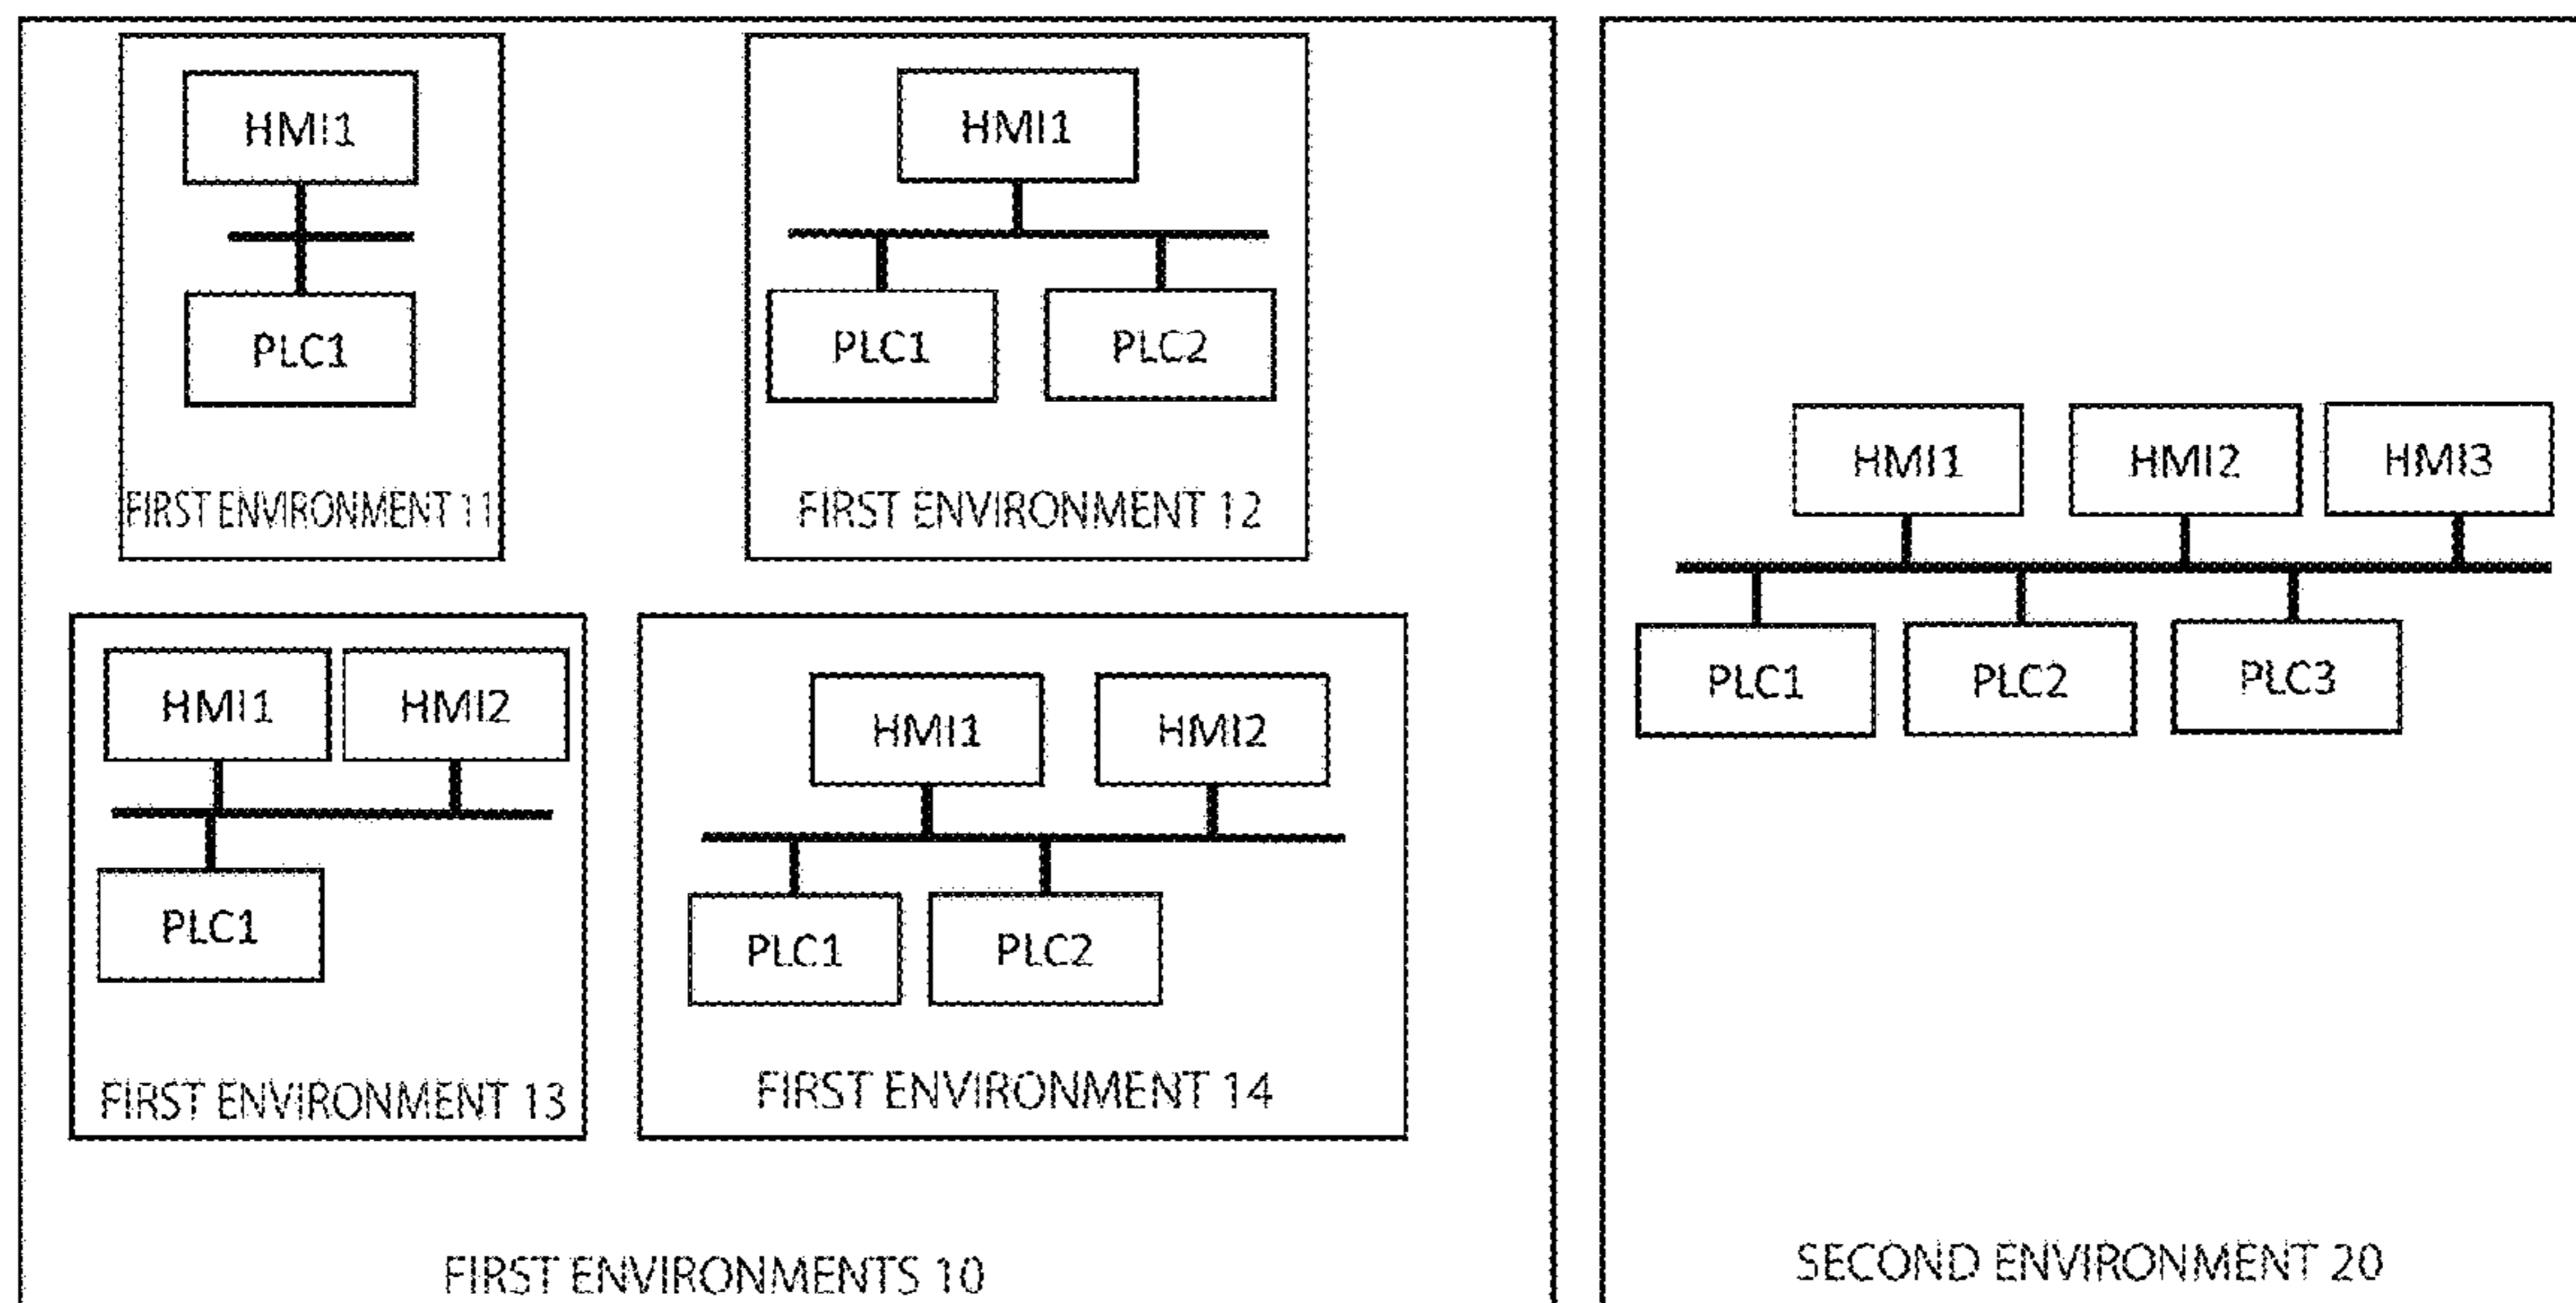 HMI1
PLC1
FIRST ENVIRONMENT 11
HMI1
PLC1 PLC2
FIRST ENVIRONMENT 12
HMI1 HMI2
PLC1
FIRST ENVIRONMENT 13
HMI1 HMI2
PLC1 PLC2
FIRST ENVIRONMENT 14
FIRST ENVIRONMENTS 10
HMI1 HMI2 HMI3
PLC1 PLC2 PLC3
SECOND ENVIRONMENT 20